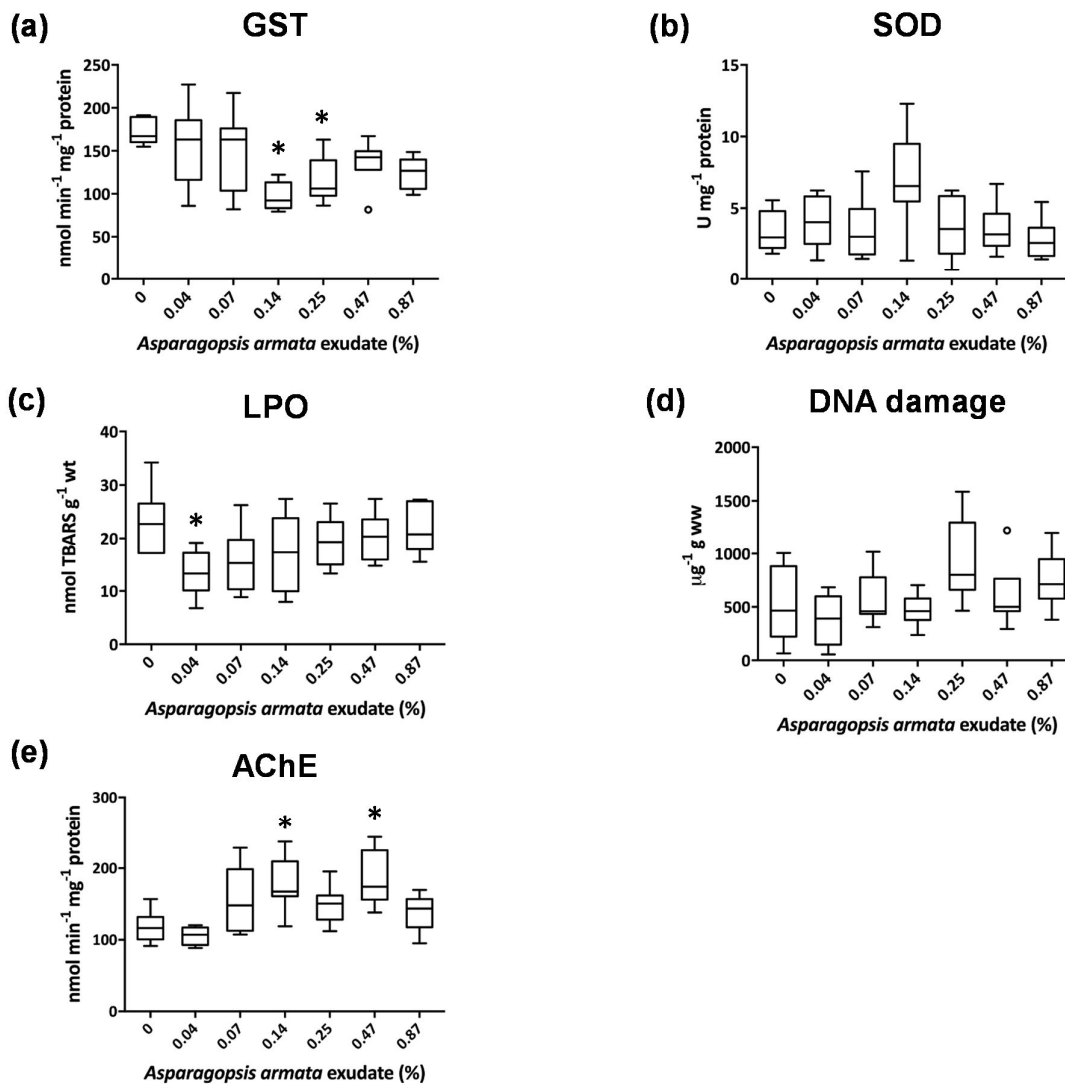 (a) GST
250
200
150
100
50
0
nmol min⁻¹ mg⁻¹ protein
* *
0 0.04 0.07 0.14 0.25 0.47 0.87
Asparagopsis armata exudate (%)
(b) SOD
15
10
5
0
U mg⁻¹ protein
0 0.04 0.07 0.14 0.25 0.47 0.87
Asparagopsis armata exudate (%)
(c) LPO
40
30
20
10
0
nmol TBARS g⁻¹ wt
*
0 0.04 0.07 0.14 0.25 0.47 0.87
Asparagopsis armata exudate (%)
(d) DNA damage
2000
1500
1000
500
0
µg⁻¹ g ww
0 0.04 0.07 0.14 0.25 0.47 0.87
Asparagopsis armata exudate (%)
(e) AChE
300
200
100
0
nmol min⁻¹ mg⁻¹ protein
* *
0 0.04 0.07 0.14 0.25 0.47 0.87
Asparagopsis armata exudate (%)